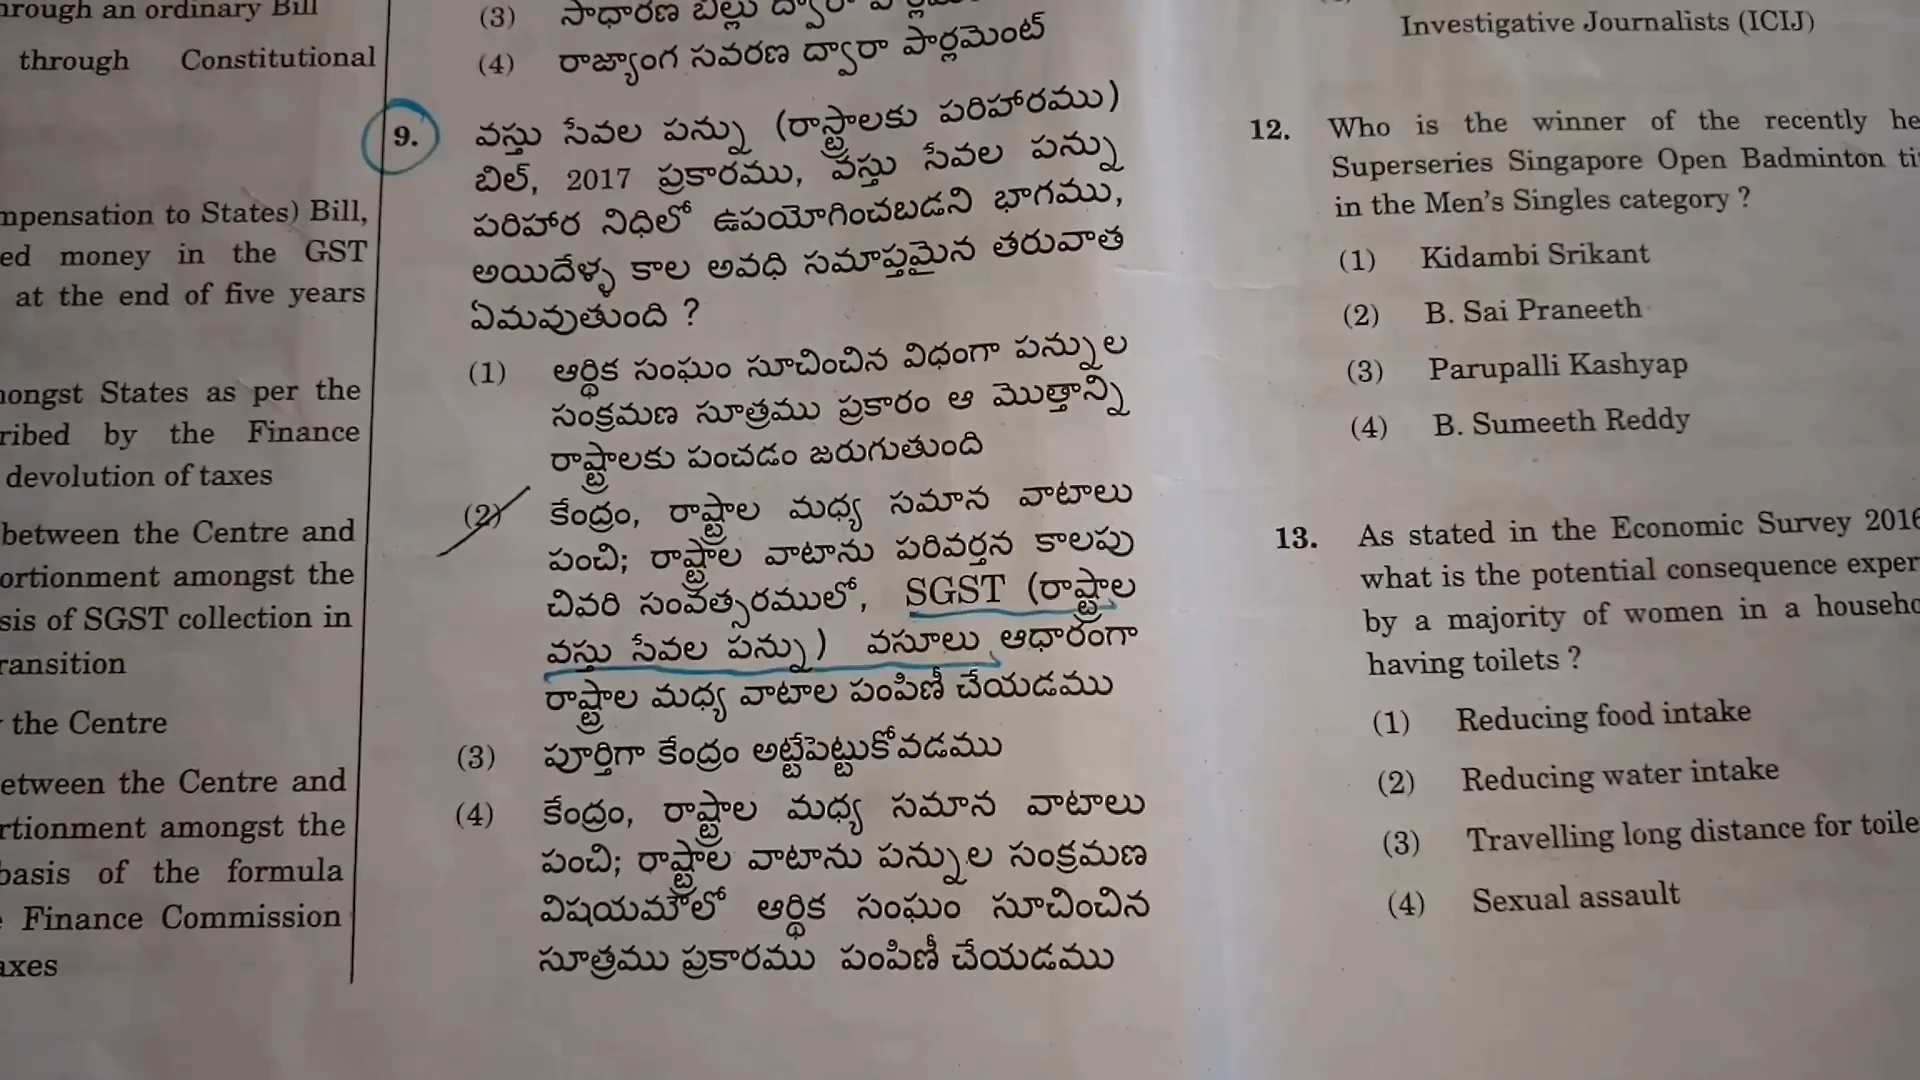 rough an ordinary Bill
through Constitutional
mpensation to States) Bill,
ed money in the GST
at the end of five years
ongst States as per the
ribed by the Finance
devolution of taxes
between the Centre and
ortionment amongst the
sis of SGST collection in
ransition
the Centre
etween the Centre and
rtionment amongst the
basis of the formula
Finance Commission
axes
(3) సాధారణ బిల్లు ద్వారా
(4) రాజ్యాంగ సవరణ ద్వారా పార్లమెంట్
9. వస్తు సేవల పన్ను (రాష్ట్రాలకు పరిహారము)
బిల్, 2017 ప్రకారము, వస్తు సేవల పన్ను
పరిహార నిధిలో ఉపయోగించబడని భాగము,
అయిదేళ్ళ కాల అవధి సమాప్తమైన తరువాత
ఏమవుతుంది ?
(1) ఆర్థిక సంఘం సూచించిన విధంగా పన్నుల
సంక్రమణ సూత్రము ప్రకారం ఆ మొత్తాన్ని
రాష్ట్రాలకు పంచడం జరుగుతుంది
(2) కేంద్రం, రాష్ట్రాల మధ్య సమాన వాటాలు
పంచి; రాష్ట్రాల వాటాను పరివర్తన కాలపు
చివరి సంవత్సరములో, SGST (రాష్ట్రాల
వస్తు సేవల పన్ను) వసూలు ఆధారంగా
రాష్ట్రాల మధ్య వాటాల పంపిణీ చేయడము
(3) పూర్తిగా కేంద్రం అట్టేపెట్టుకోవడము
(4) కేంద్రం, రాష్ట్రాల మధ్య సమాన వాటాలు
పంచి; రాష్ట్రాల వాటాను పన్నుల సంక్రమణ
విషయములో ఆర్థిక సంఘం సూచించిన
సూత్రము ప్రకారము పంపిణీ చేయడము
Investigative Journalists (ICIJ)
12. Who is the winner of the recently he
Superseries Singapore Open Badminton ti
in the Men's Singles category ?
(1) Kidambi Srikant
(2) B. Sai Praneeth
(3) Parupalli Kashyap
(4) B. Sumeeth Reddy
13. As stated in the Economic Survey 2016
what is the potential consequence exper
by a majority of women in a househo
having toilets ?
(1) Reducing food intake
(2) Reducing water intake
(3) Travelling long distance for toile
(4) Sexual assault